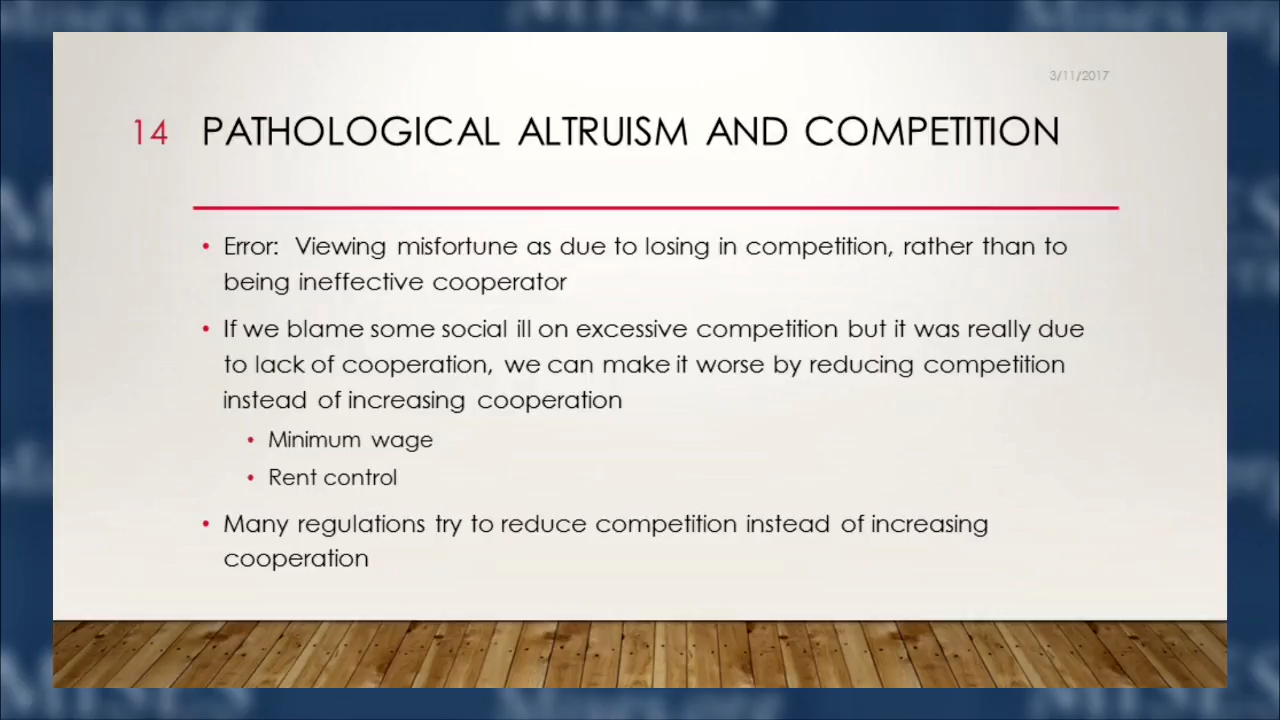 3/11/2017
14 PATHOLOGICAL ALTRUISM AND COMPETITION
• Error: Viewing misfortune as due to losing in competition, rather than to
being ineffective cooperator
• If we blame some social ill on excessive competition but it was really due
to lack of cooperation, we can make it worse by reducing competition
instead of increasing cooperation
• Minimum wage
• Rent control
• Many regulations try to reduce competition instead of increasing
cooperation